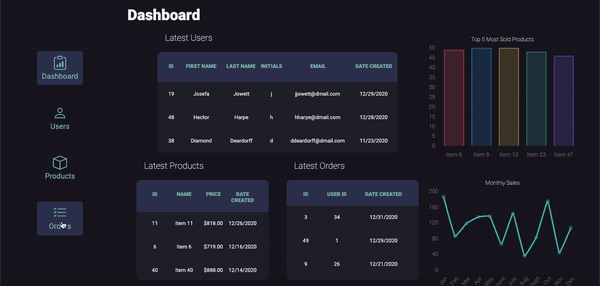 Dashboard
Dashboard
Users
Products
Orders
Latest Users
ID FIRST NAME LAST NAME INITIALS EMAIL DATE CREATED
19 Josefa Jowett j jjowett@dmail.com 12/29/2020
48 Hector Harpe h hharpe@dmail.com 12/28/2020
38 Diamond Deardorff d ddeardorff@dmail.com 11/23/2020
Latest Products
ID NAME PRICE DATE CREATED
11 Item 11 $818.00 12/26/2020
6 Item 6 $719.00 12/16/2020
40 Item 40 $888.00 12/14/2020
Latest Orders
ID USER ID DATE CREATED
3 34 12/31/2020
49 1 12/29/2020
9 26 12/21/2020
Top 5 Most Sold Products
50
45
40
35
30
25
20
15
10
5
0
Item 6 Item 8 Item 12 Item 23 Item 47
Monthly Sales
200
160
120
80
40
0
Jan Feb Mar Apr May Jun July Aug Sept Oct Nov Dec